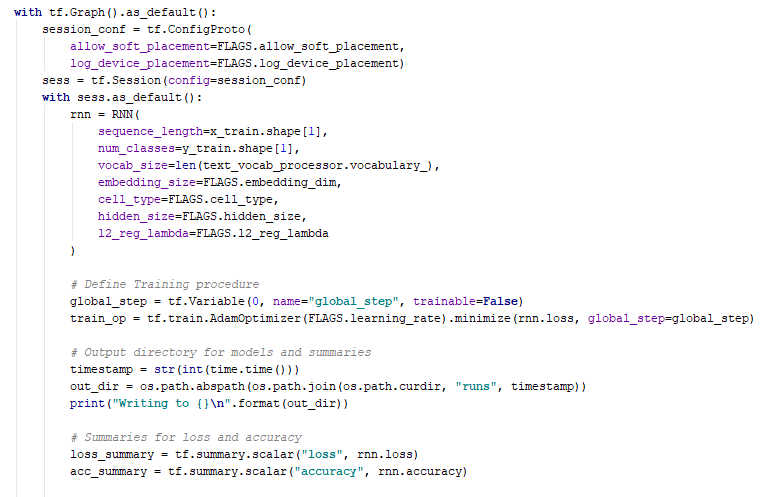 with tf.Graph().as_default():
    session_conf = tf.ConfigProto(
        allow_soft_placement=FLAGS.allow_soft_placement,
        log_device_placement=FLAGS.log_device_placement)
    sess = tf.Session(config=session_conf)
    with sess.as_default():
        rnn = RNN(
            sequence_length=x_train.shape[1],
            num_classes=y_train.shape[1],
            vocab_size=len(text_vocab_processor.vocabulary_),
            embedding_size=FLAGS.embedding_dim,
            cell_type=FLAGS.cell_type,
            hidden_size=FLAGS.hidden_size,
            l2_reg_lambda=FLAGS.l2_reg_lambda
        )

        # Define Training procedure
        global_step = tf.Variable(0, name="global_step", trainable=False)
        train_op = tf.train.AdamOptimizer(FLAGS.learning_rate).minimize(rnn.loss, global_step=global_step)

        # Output directory for models and summaries
        timestamp = str(int(time.time()))
        out_dir = os.path.abspath(os.path.join(os.path.curdir, "runs", timestamp))
        print("Writing to {}\n".format(out_dir))

        # Summaries for loss and accuracy
        loss_summary = tf.summary.scalar("loss", rnn.loss)
        acc_summary = tf.summary.scalar("accuracy", rnn.accuracy)